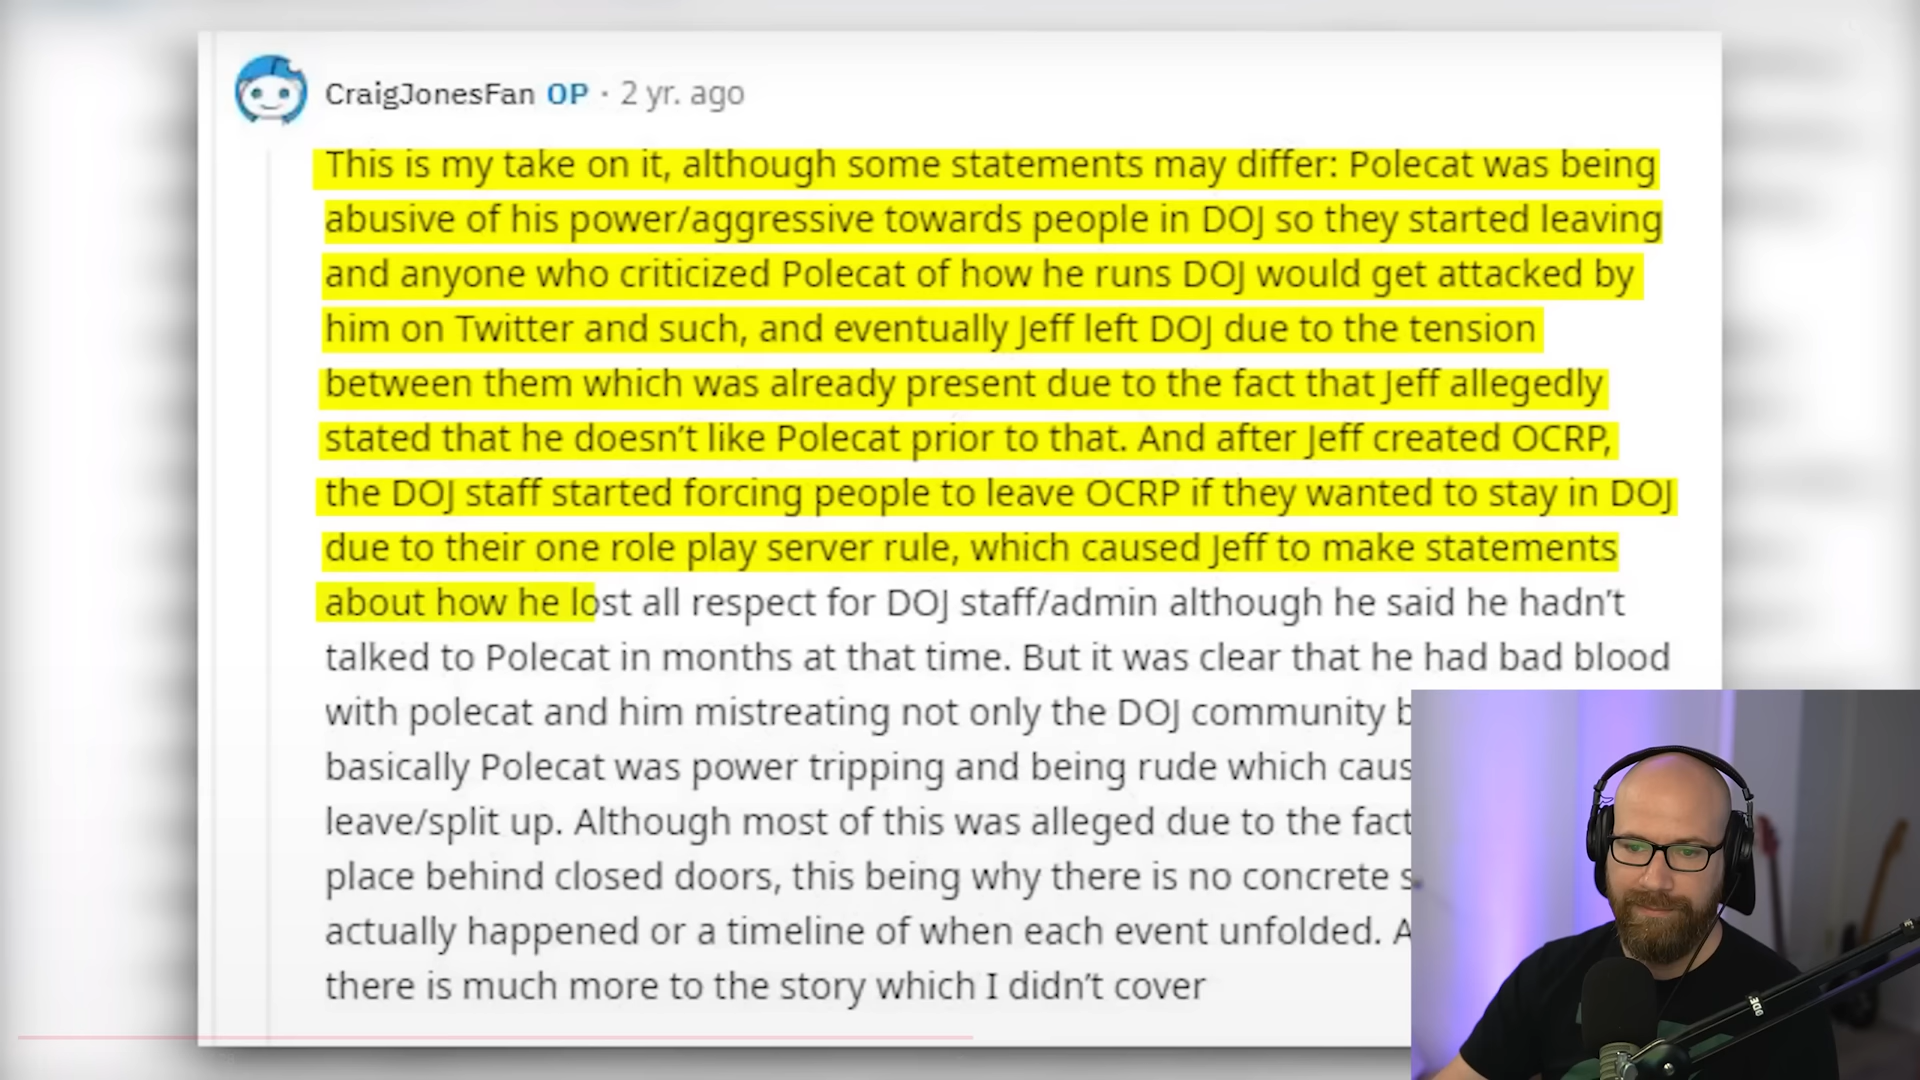 CraigJonesFan OP · 2 yr. ago
This is my take on it, although some statements may differ: Polecat was being
abusive of his power/aggressive towards people in DOJ so they started leaving
and anyone who criticized Polecat of how he runs DOJ would get attacked by
him on Twitter and such, and eventually Jeff left DOJ due to the tension
between them which was already present due to the fact that Jeff allegedly
stated that he doesn't like Polecat prior to that. And after Jeff created OCRP,
the DOJ staff started forcing people to leave OCRP if they wanted to stay in DOJ
due to their one role play server rule, which caused Jeff to make statements
about how he lost all respect for DOJ staff/admin although he said he hadn't
talked to Polecat in months at that time. But it was clear that he had bad blood
with polecat and him mistreating not only the DOJ community
basically Polecat was power tripping and being rude which
leave/split up. Although most of this was alleged due to the fact
place behind closed doors, this being why there is no concrete
actually happened or a timeline of when each event unfolded.
there is much more to the story which I didn't cover